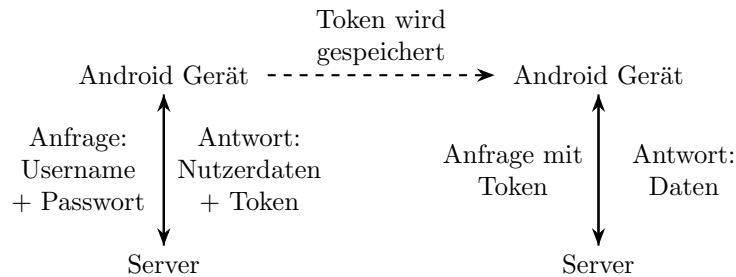 Token wird
gespeichert
Android Gerät
Android Gerät
Anfrage:
Username
+ Passwort
Antwort:
Nutzerdaten
+ Token
Anfrage mit
Token
Antwort:
Daten
Server
Server